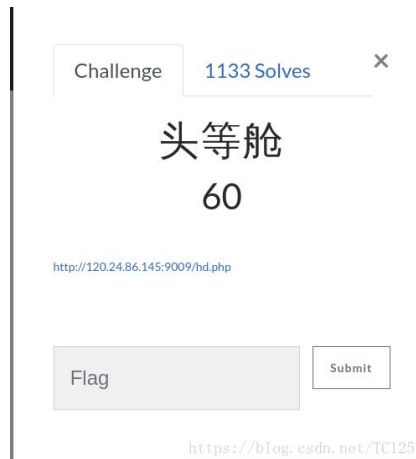 Challenge
1133 Solves
×
头等舱
60
http://120.24.86.145:9009/hd.php
Flag
Submit
https://blog.csdn.net/TC125